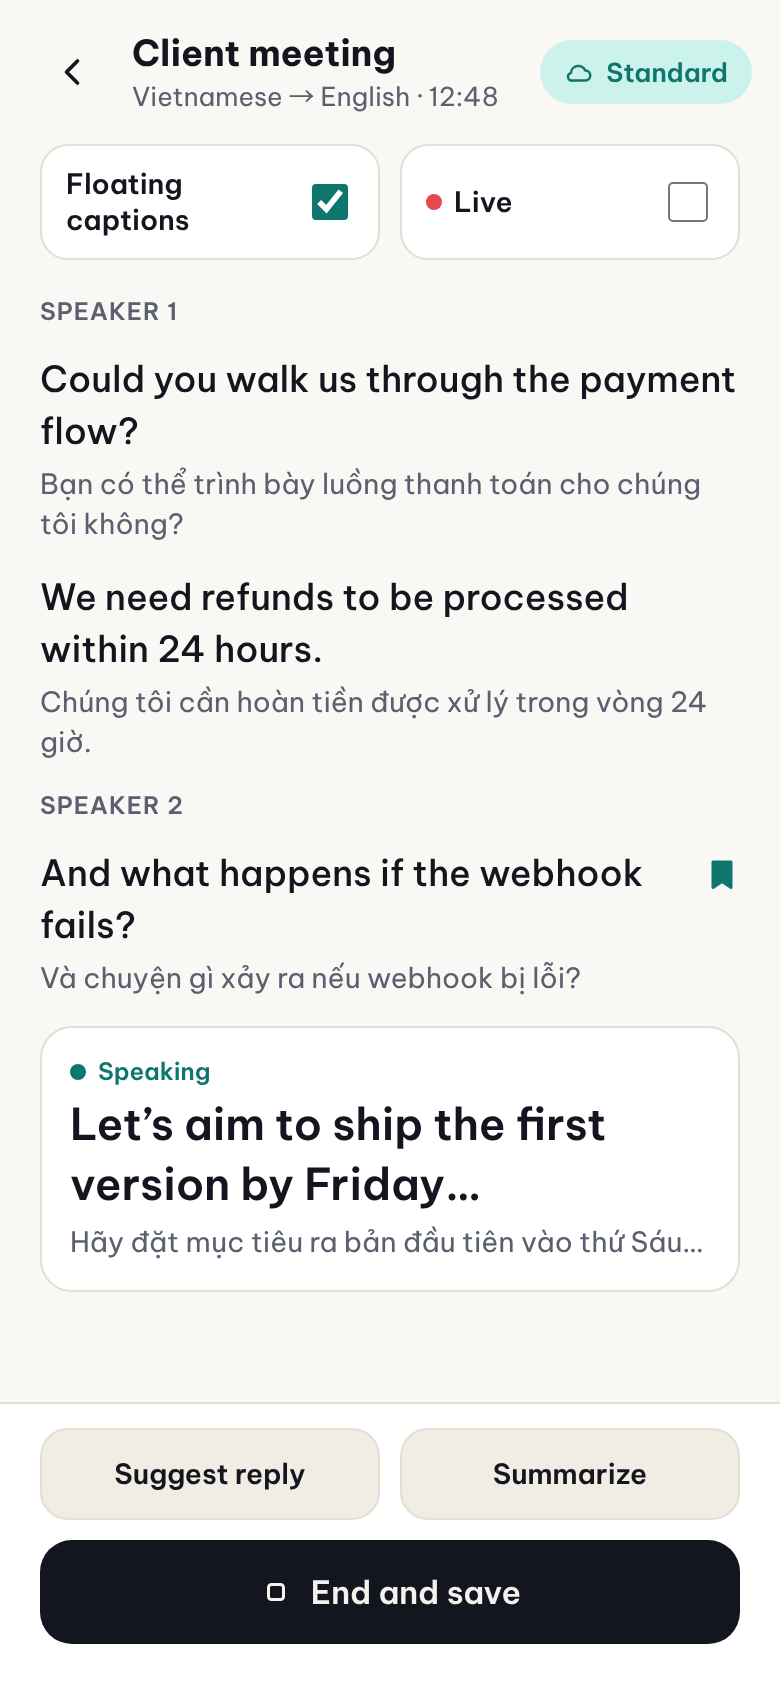 Client meeting
Vietnamese → English · 12:48
Standard
Floating
captions
Live
SPEAKER 1
Could you walk us through the payment
flow?
Bạn có thể trình bày luồng thanh toán cho chúng
tôi không?
We need refunds to be processed
within 24 hours.
Chúng tôi cần hoàn tiền được xử lý trong vòng 24
giờ.
SPEAKER 2
And what happens if the webhook
fails?
Và chuyện gì xảy ra nếu webhook bị lỗi?
Speaking
Let’s aim to ship the first
version by Friday...
Hãy đặt mục tiêu ra bản đầu tiên vào thứ Sáu...
Suggest reply
Summarize
End and save